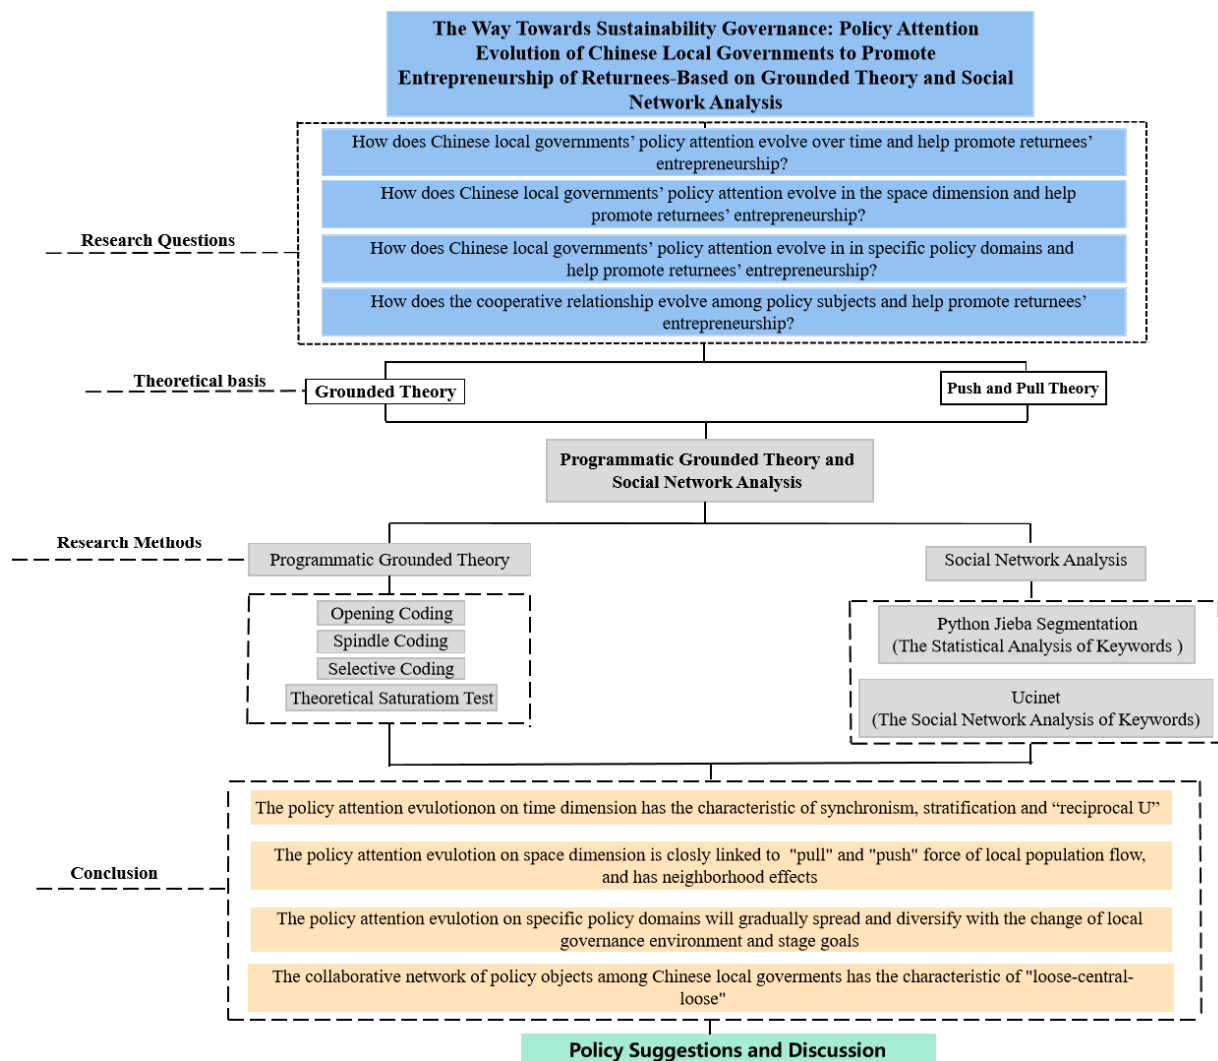 The Way Towards Sustainability Governance: Policy Attention
Evolution of Chinese Local Governments to Promote
Entrepreneurship of Returnees-Based on Grounded Theory and Social
Network Analysis
How does Chinese local governments’ policy attention evolve over time and help promote returnees’
entrepreneurship?
How does Chinese local governments’ policy attention evolve in the space dimension and help
promote returnees’ entrepreneurship?
Research Questions
How does Chinese local governments’ policy attention evolve in in specific policy domains and
help promote returnees’ entrepreneurship?
How does the cooperative relationship evolve among policy subjects and help promote returnees’
entrepreneurship?
Theoretical basis
Grounded Theory
Push and Pull Theory
Programmatic Grounded Theory and
Social Network Analysis
Research Methods
Programmatic Grounded Theory
Social Network Analysis
Opening Coding
Spindle Coding
Selective Coding
Theoretical Saturatiom Test
Python Jieba Segmentation
(The Statistical Analysis of Keywords )
Ucinet
(The Social Network Analysis of Keywords)
The policy attention evulotionon on time dimension has the characteristic of synchronism, stratification and “reciprocal U”
The policy attention evulotion on space dimension is closly linked to "pull" and "push" force of local population flow,
and has neighborhood effects
Conclusion
The policy attention evulotion on specific policy domains will gradually spread and diversify with the change of local
governance environment and stage goals
The collaborative network of policy objects among Chinese local goverments has the characteristic of "loose-central-
loose"
Policy Suggestions and Discussion